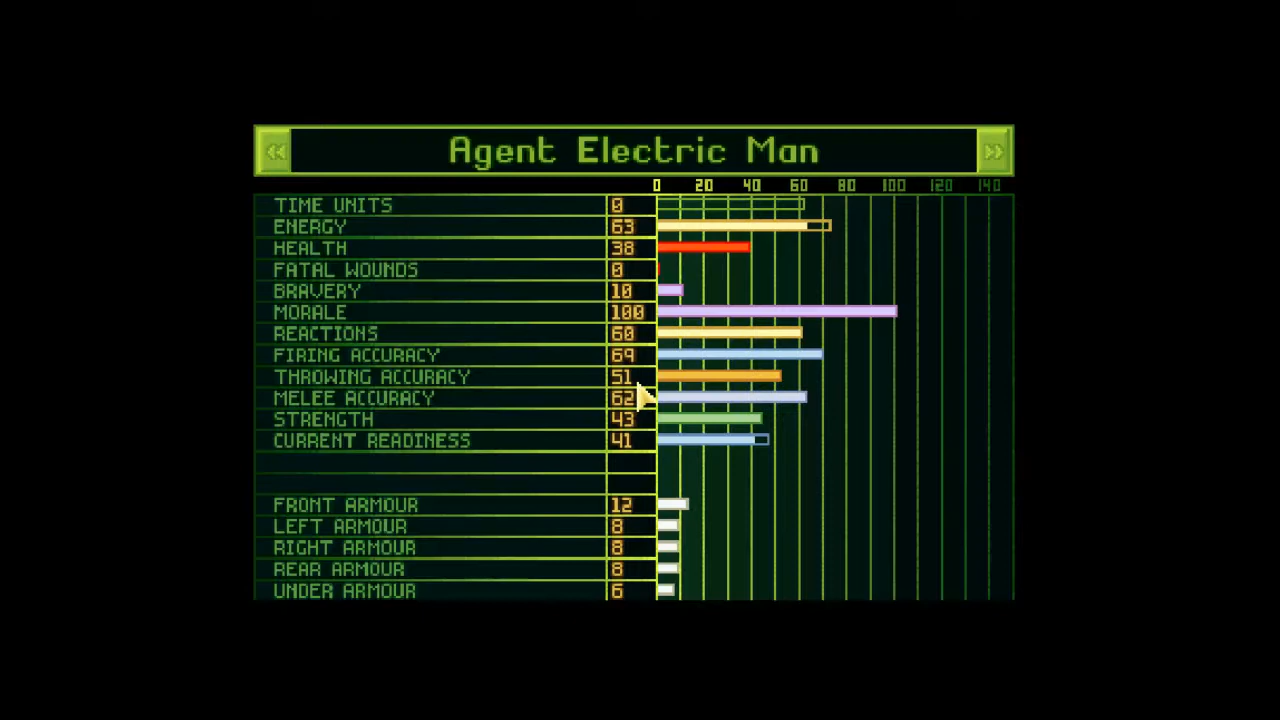 Agent Electric Man
0 20 40 60 80 100 120 140
TIME UNITS 0
ENERGY 63
HEALTH 38
FATAL WOUNDS 0
BRAVERY 10
MORALE 100
REACTIONS 60
FIRING ACCURACY 69
THROWING ACCURACY 51
MELEE ACCURACY 62
STRENGTH 43
CURRENT READINESS 41
FRONT ARMOUR 12
LEFT ARMOUR 8
RIGHT ARMOUR 8
REAR ARMOUR 8
UNDER ARMOUR 6